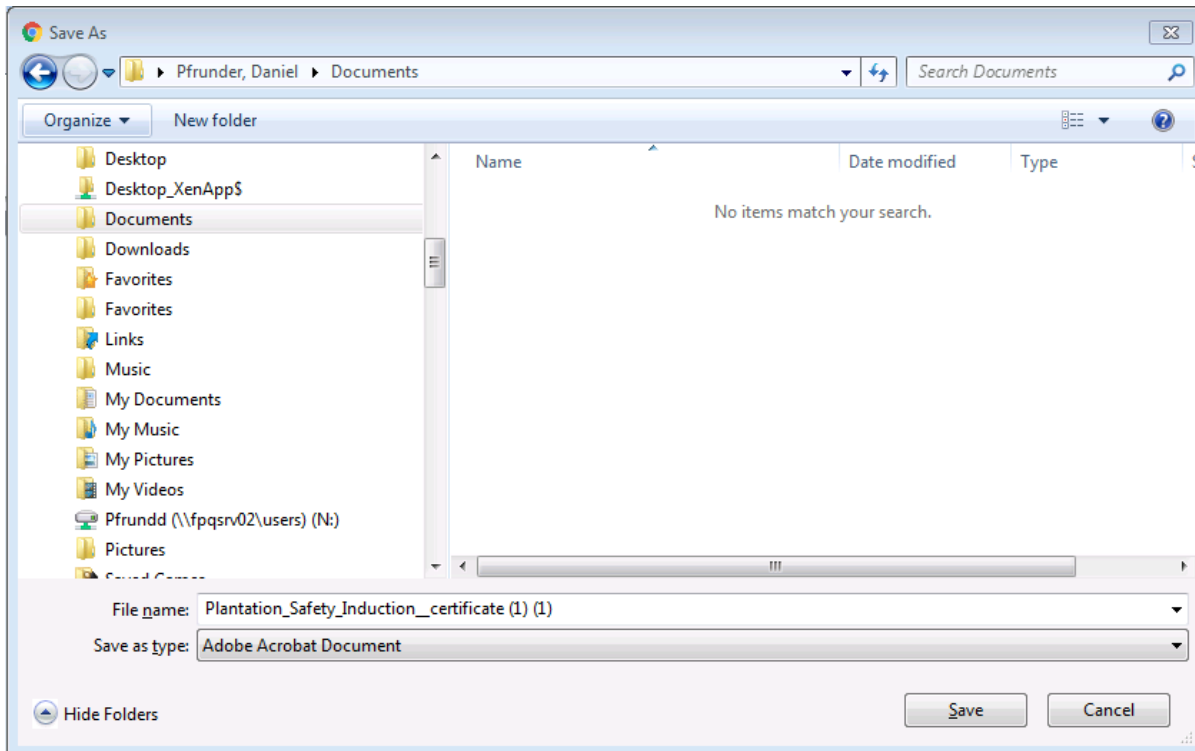 Save As
Pfrunder, Daniel Documents
Search Documents
Organize New folder
Name Date modified Type
No items match your search.
Desktop
Desktop_XenApp$
Documents
Downloads
Favorites
Favorites
Links
Music
My Documents
My Music
My Pictures
My Videos
Pfrundd (\\fpqsrv02\users) (N:)
Pictures
File name: Plantation_Safety_Induction__certificate (1) (1)
Save as type: Adobe Acrobat Document
Hide Folders Save Cancel